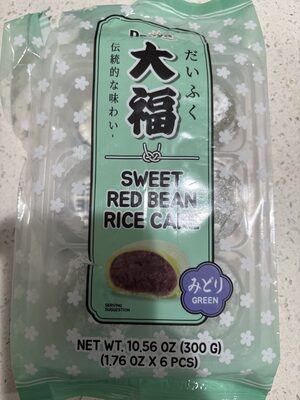 だいふく
大福
伝統的な味わい
SWEET
RED BEAN
RICE CAKE
みどり
GREEN
SERVING
SUGGESTION
NET WT. 10.56 OZ (300 G)
(1.76 OZ X 6 PCS)